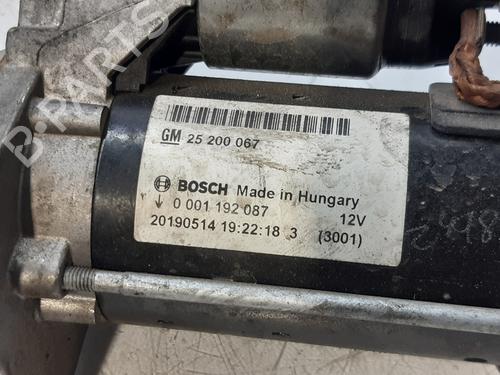 GM 25 200 067
BOSCH Made in Hungary
0 001 192 087 12V
20190514 19:22:18 3 (3001)
B-PARTS